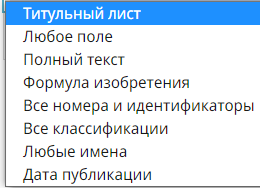 Титульный лист
Любое поле
Полный текст
Формула изобретения
Все номера и идентификаторы
Все классификации
Любые имена
Дата публикации